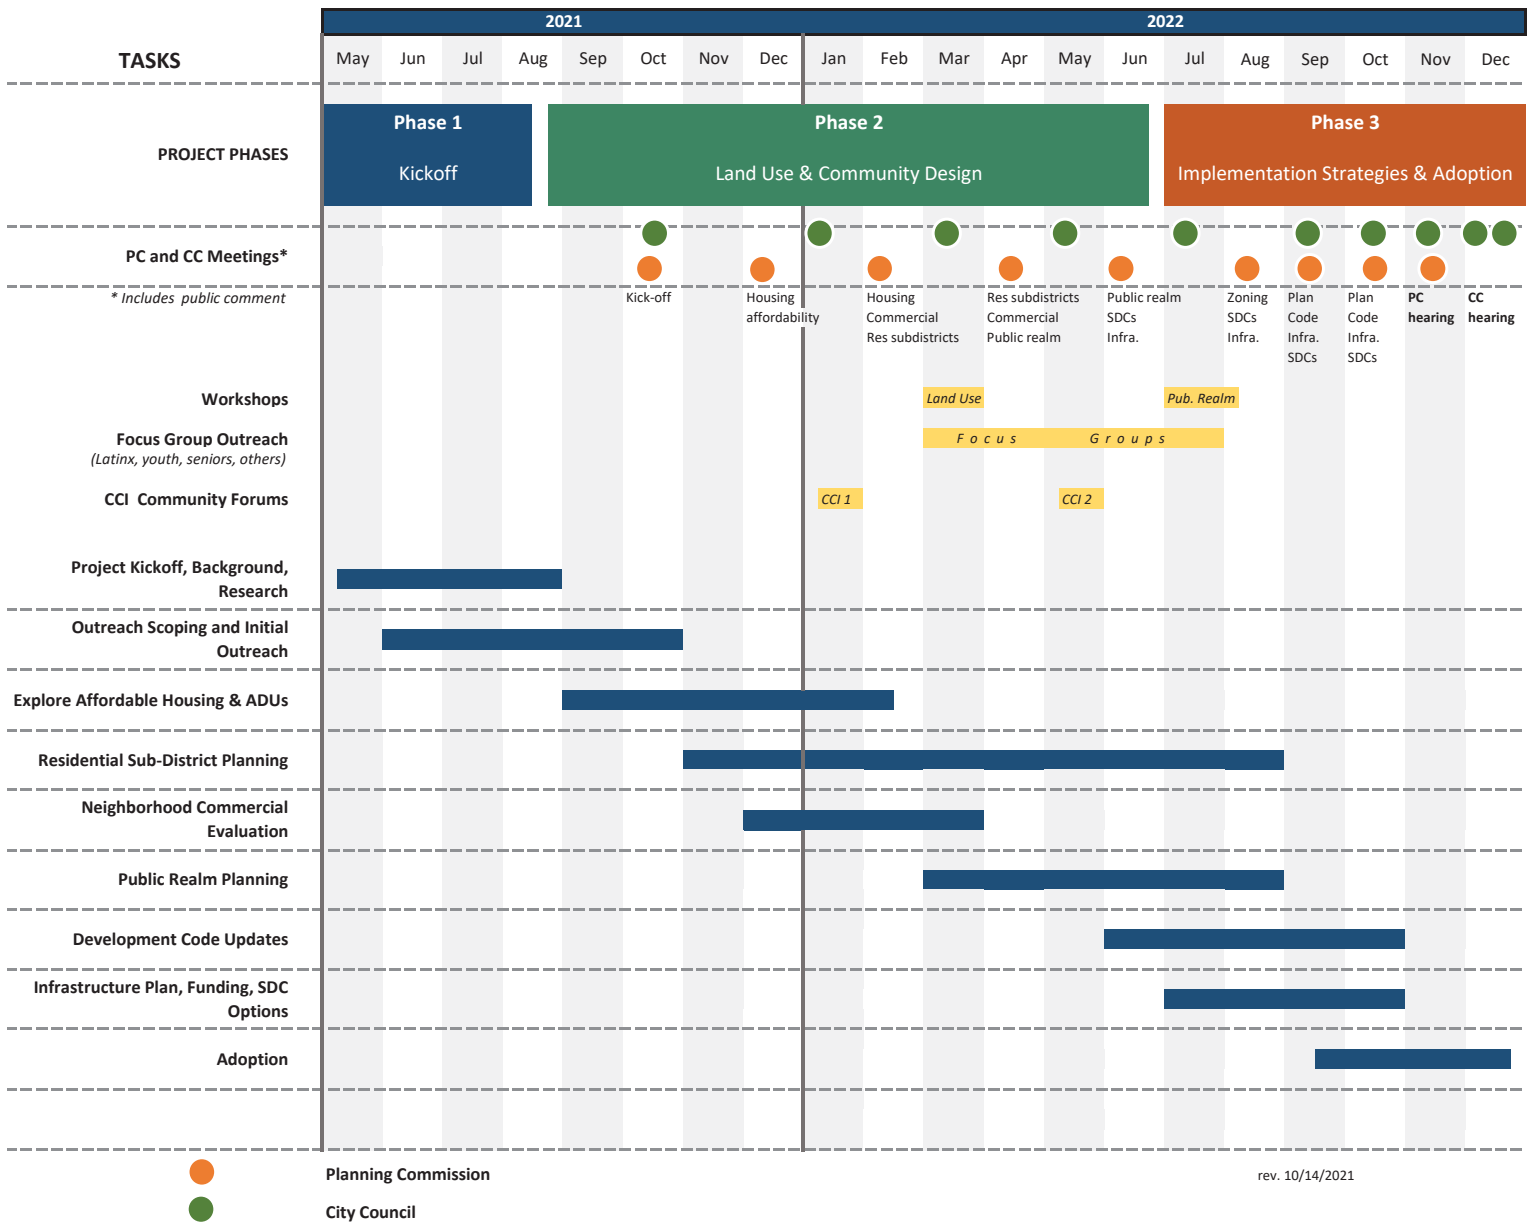 2021 2022
TASKS May Jun Jul Aug Sep Oct Nov Dec Jan Feb Mar Apr May Jun Jul Aug Sep Oct Nov Dec
Phase 1 Phase 2 Phase 3
PROJECT PHASES
Kickoff Land Use & Community Design Implementation Strategies & Adoption
PC and CC Meetings*
* Includes public comment
Kick-off
Housing
affordability
Housing
Commercial
Res subdistricts
Res subdistricts
Commercial
Public realm
Public realm
SDCs
Infra.
Zoning
SDCs
Infra.
Plan
Code
Infra.
SDCs
Plan
Code
Infra.
SDCs
PC
hearing
CC
hearing
Workshops Land Use Pub. Realm
Focus Group Outreach Focus Groups
(Latinx, youth, seniors, others)
CCI Community Forums CCI 1 CCI 2
Project Kickoff, Background,
Research
Outreach Scoping and Initial
Outreach
Explore Affordable Housing & ADUs
Residential Sub-District Planning
Neighborhood Commercial
Evaluation
Public Realm Planning
Development Code Updates
Infrastructure Plan, Funding, SDC
Options
Adoption
Planning Commission rev. 10/14/2021
City Council